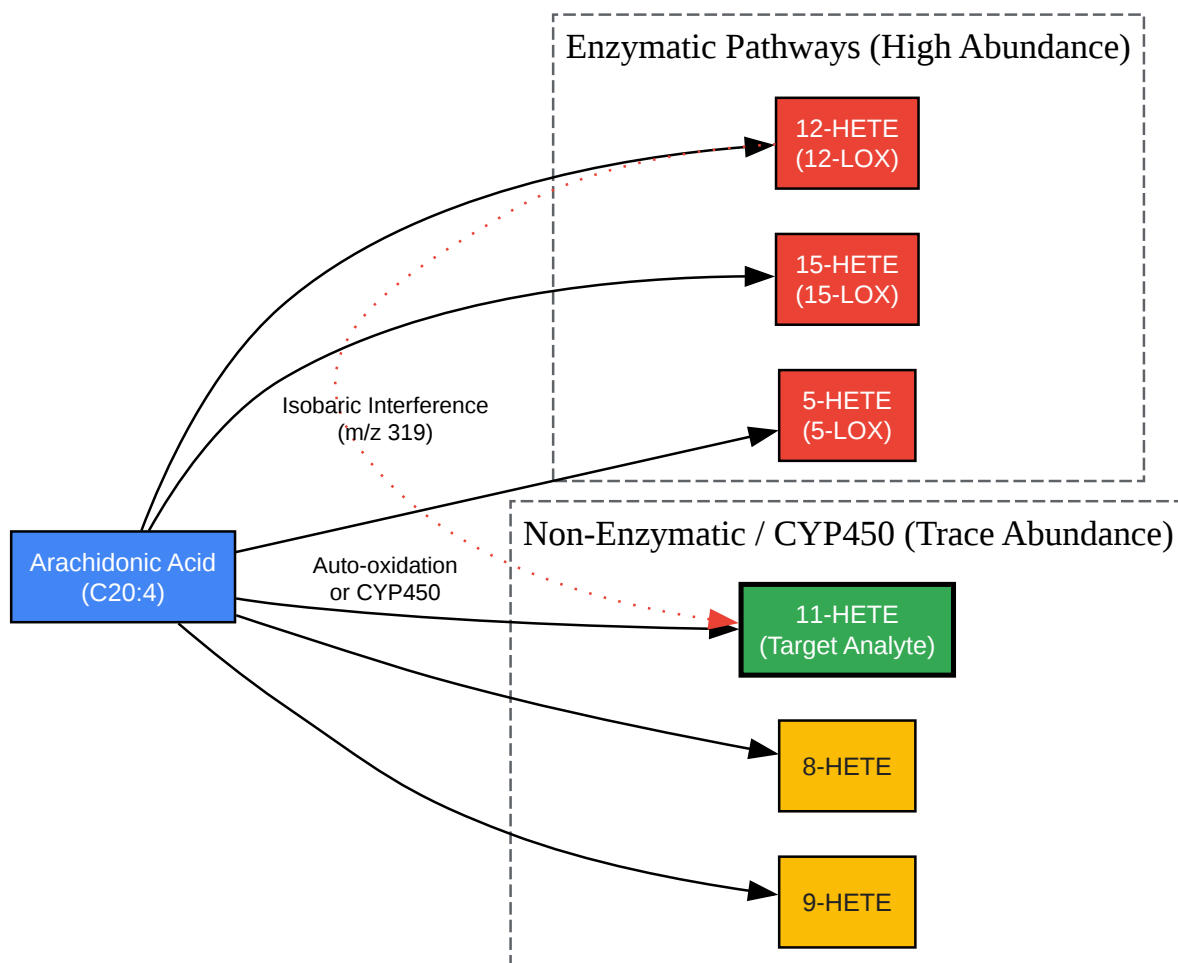 Enzymatic Pathways (High Abundance)
12-HETE
(12-LOX)
15-HETE
(15-LOX)
5-HETE
(5-LOX)
Isobaric Interference
(m/z 319)
Arachidonic Acid
(C20:4)
Auto-oxidation
or CYP450
Non-Enzymatic / CYP450 (Trace Abundance)
11-HETE
(Target Analyte)
8-HETE
9-HETE